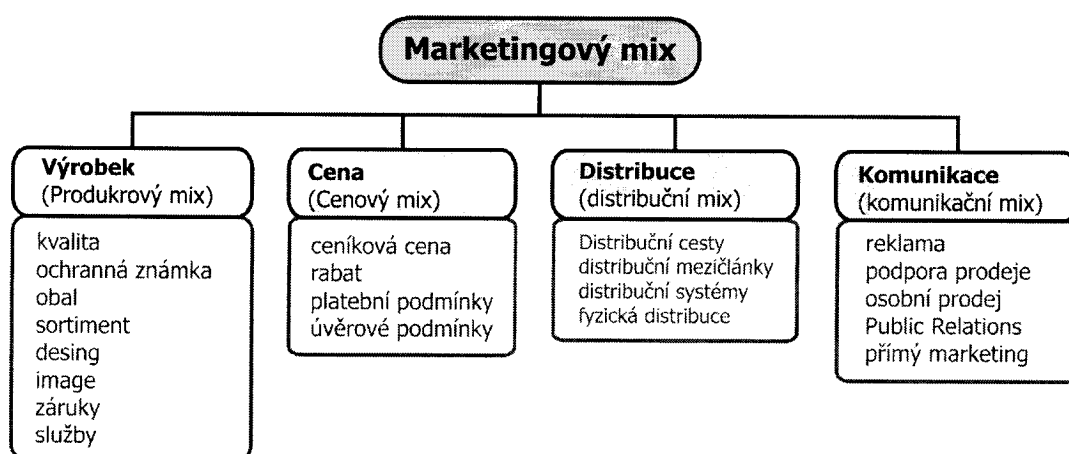 Marketingový mix
Výrobek
(Produkrový mix)
kvalita
ochranná známka
obal
sortiment
desing
image
záruky
služby
Cena
(Cenový mix)
ceníková cena
rabat
platební podmínky
úvěrové podmínky
Distribuce
(distribuční mix)
Distribuční cesty
distribuční mezičlánky
distribuční systémy
fyzická distribuce
Komunikace
(komunikační mix)
reklama
podpora prodeje
osobní prodej
Public Relations
přímý marketing